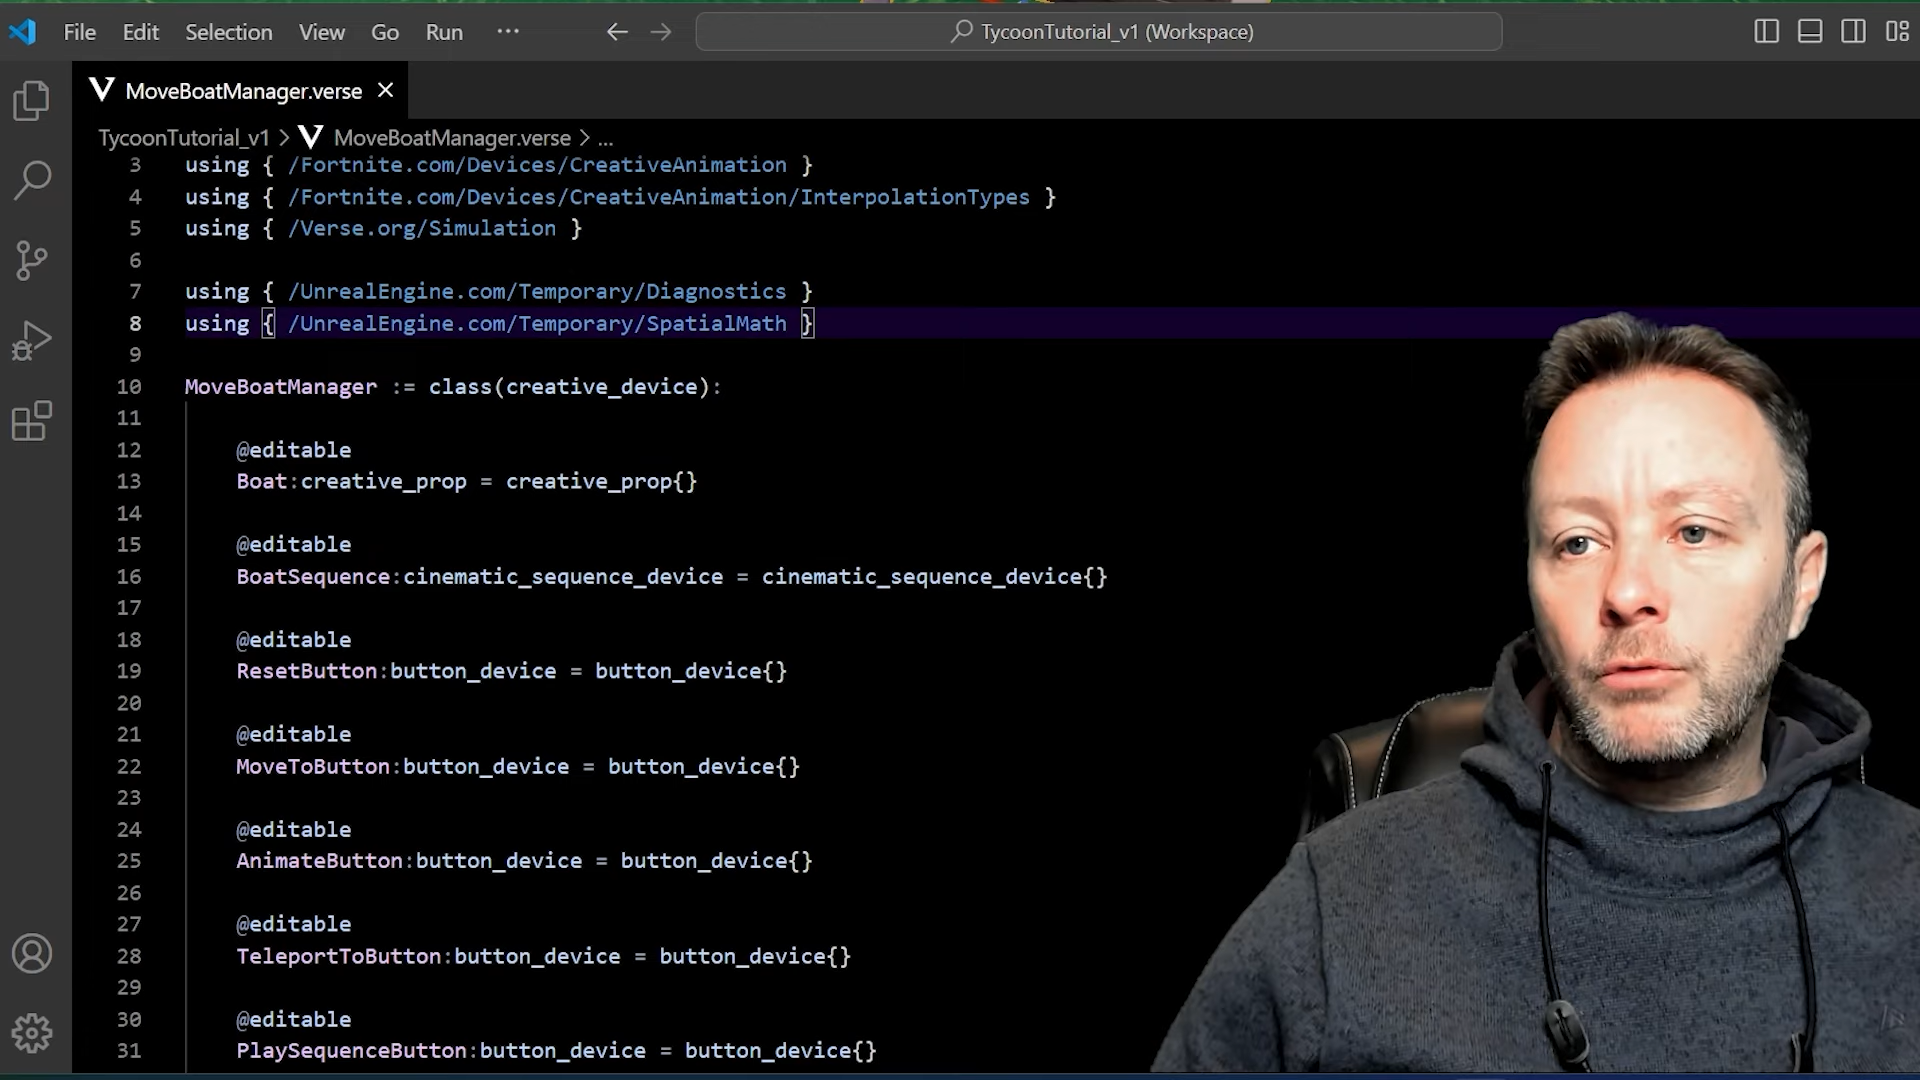 File Edit Selection View Go Run ··· TycoonTutorial_v1 (Workspace)
MoveBoatManager.verse
TycoonTutorial_v1 > MoveBoatManager.verse > ...
3 using { /Fortnite.com/Devices/CreativeAnimation }
4 using { /Fortnite.com/Devices/CreativeAnimation/InterpolationTypes }
5 using { /Verse.org/Simulation }
6
7 using { /UnrealEngine.com/Temporary/Diagnostics }
8 using { /UnrealEngine.com/Temporary/SpatialMath }
9
10 MoveBoatManager := class(creative_device):
11
12 @editable
13 Boat:creative_prop = creative_prop{}
14
15 @editable
16 BoatSequence:cinematic_sequence_device = cinematic_sequence_device{}
17
18 @editable
19 ResetButton:button_device = button_device{}
20
21 @editable
22 MoveToButton:button_device = button_device{}
23
24 @editable
25 AnimateButton:button_device = button_device{}
26
27 @editable
28 TeleportToButton:button_device = button_device{}
29
30 @editable
31 PlaySequenceButton:button_device = button_device{}